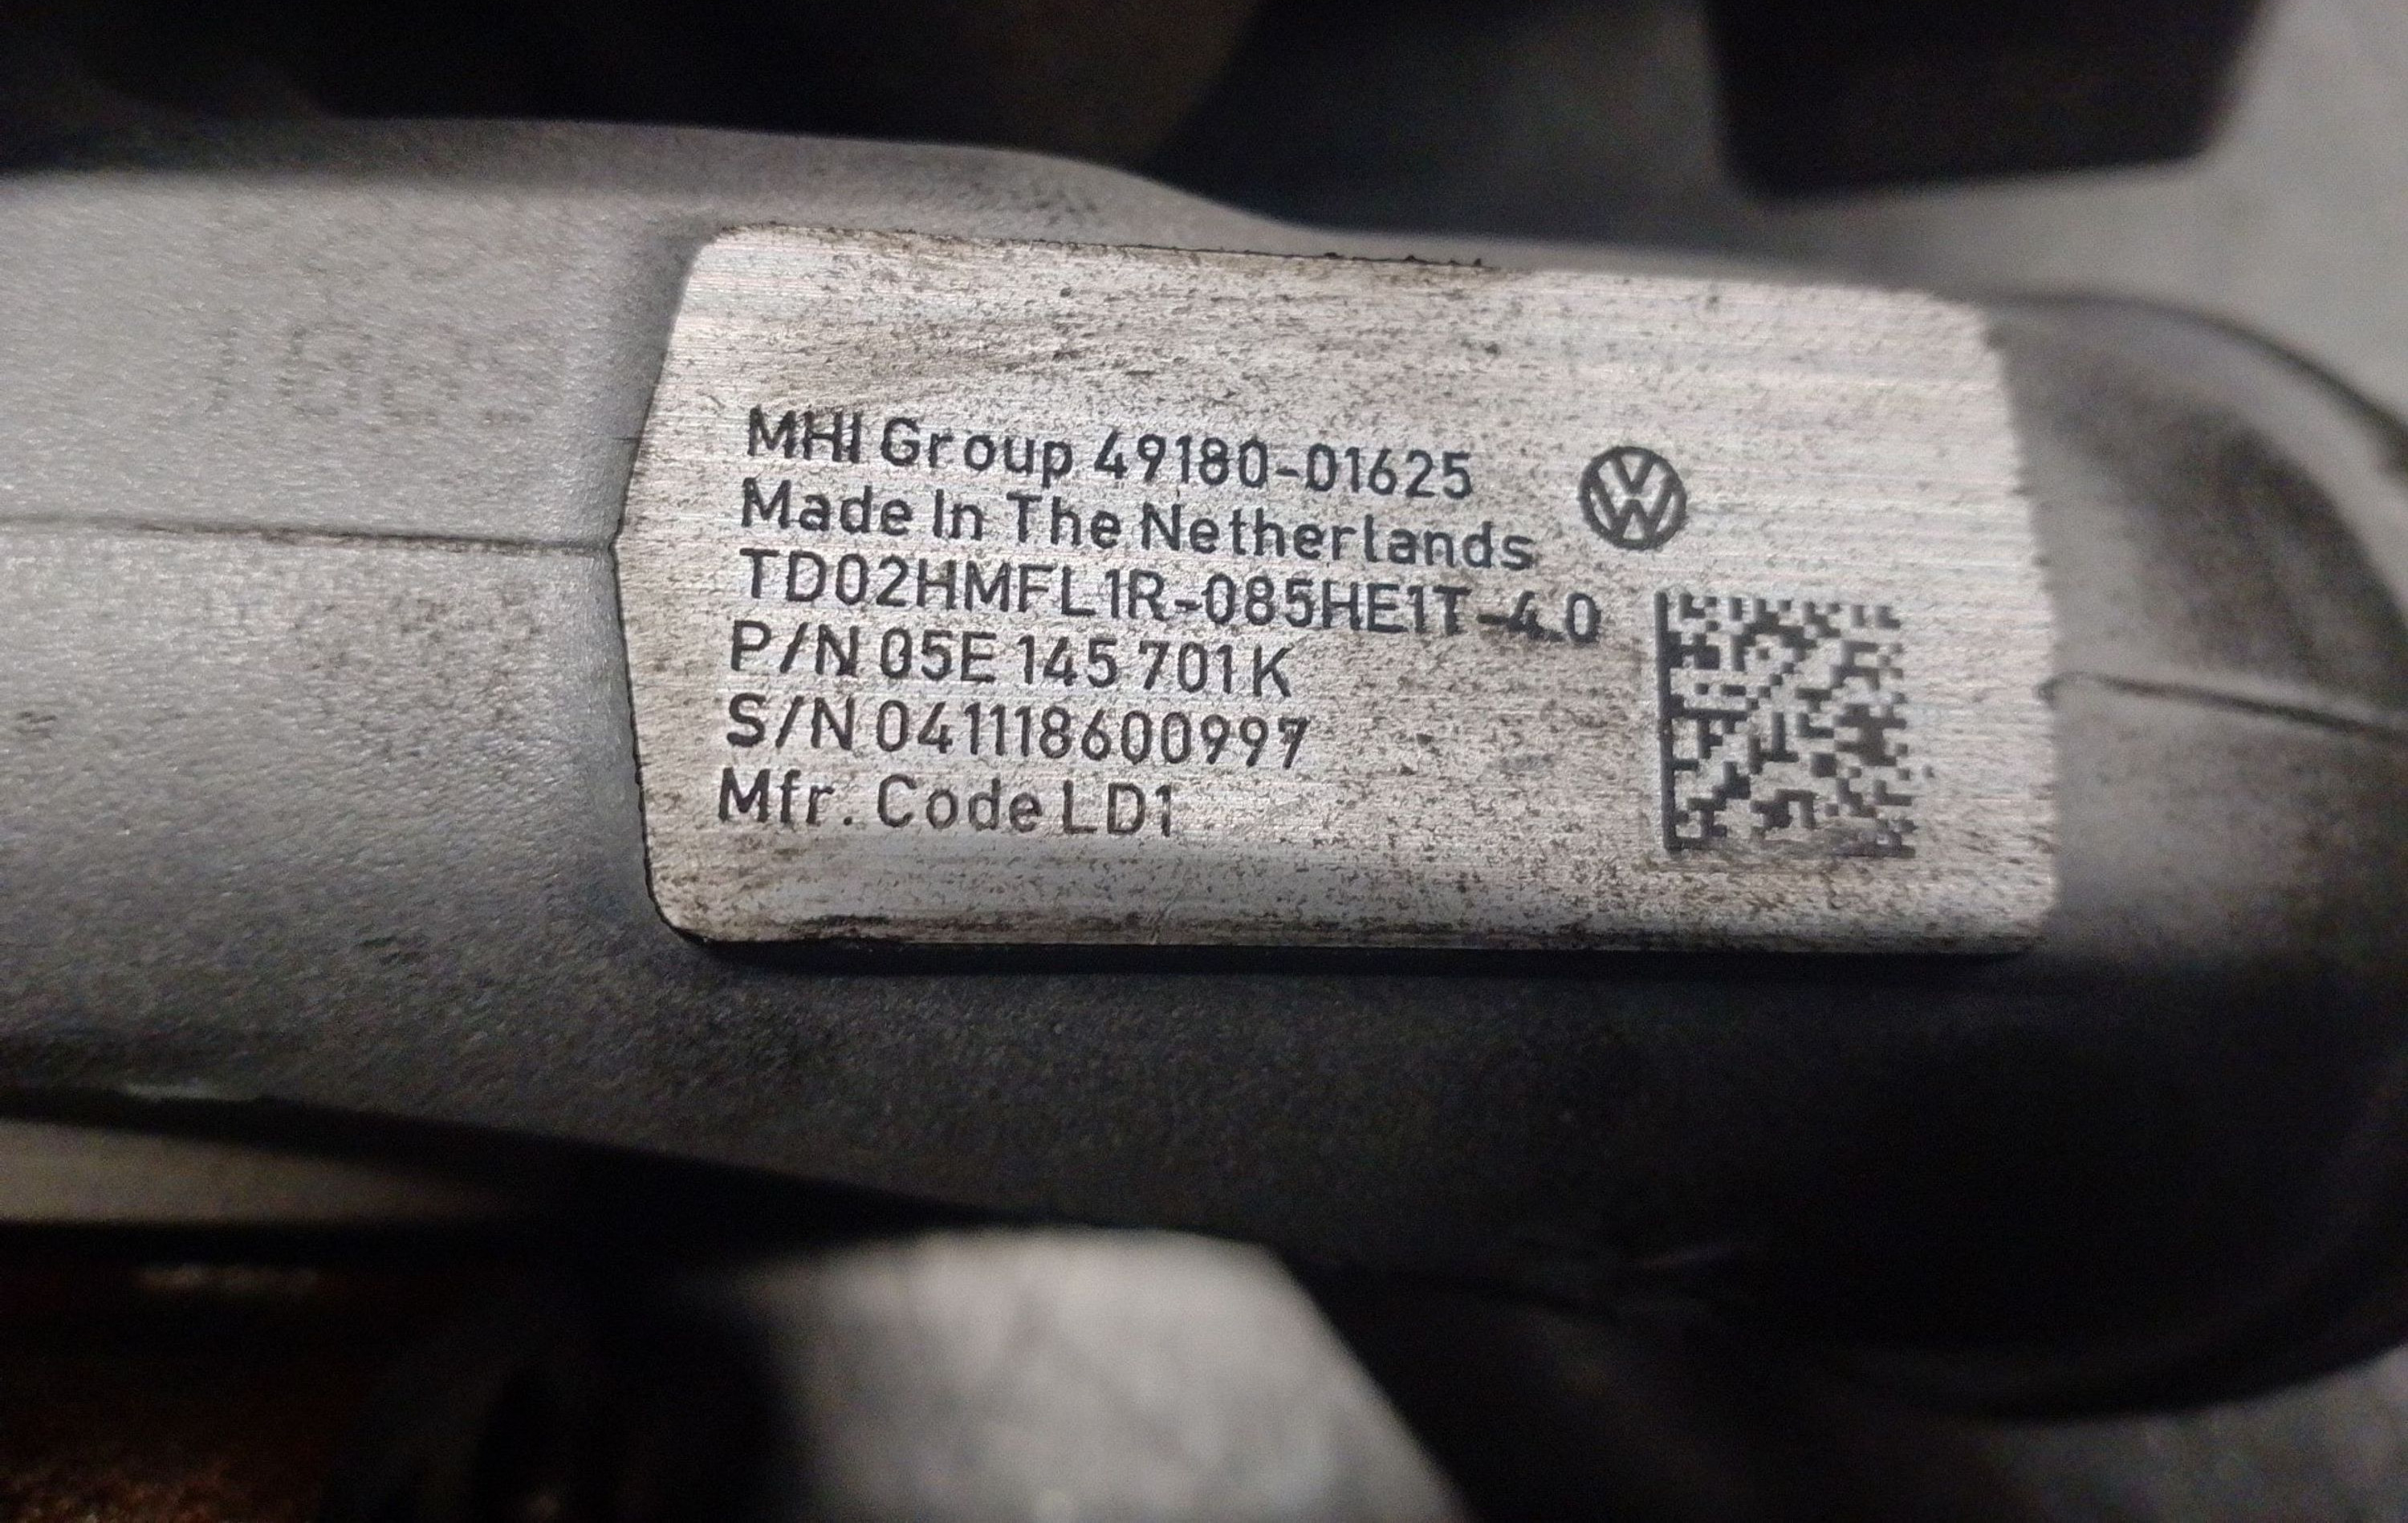 MHI Group 49180-01625
Made In The Netherlands
TD02HMFL1R-085HE1T-4.0
P/N 05E 145 701 K
S/N 041118600997
Mfr. Code LD1